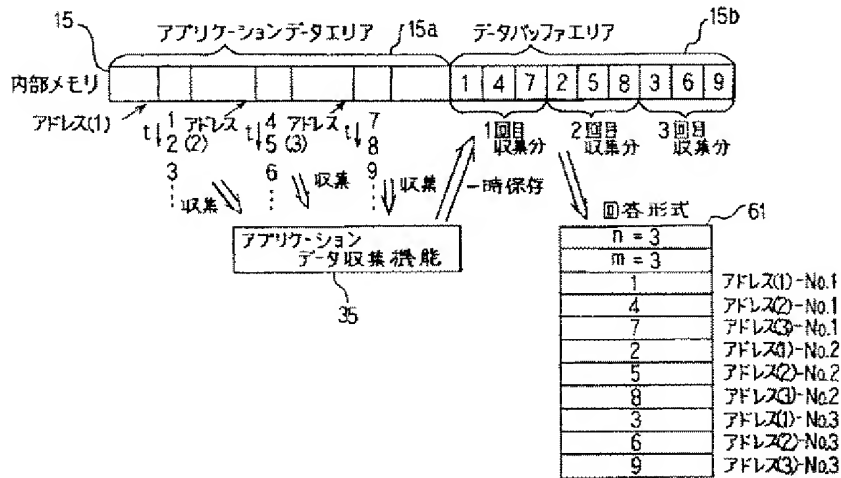 15
アプリケーションデータエリア
15a
データバッファエリア
15b
内部メモリ
1 4 7 2 5 8 3 6 9
アドレス(1)
t↓
1
2
3
⋮
アドレス
(2)
t↓
4
5
6
⋮
アドレス
(3)
t↓
7
8
9
⋮
1回目
収集分
2回目
収集分
3回目
収集分
収集
収集
収集
一時保存
アプリケーション
データ収集機能
35
回答形式
61
n = 3
m = 3
1 アドレス(1)-No.1
4 アドレス(2)-No.1
7 アドレス(3)-No.1
2 アドレス(1)-No.2
5 アドレス(2)-No.2
8 アドレス(3)-No.2
3 アドレス(1)-No.3
6 アドレス(2)-No.3
9 アドレス(3)-No.3